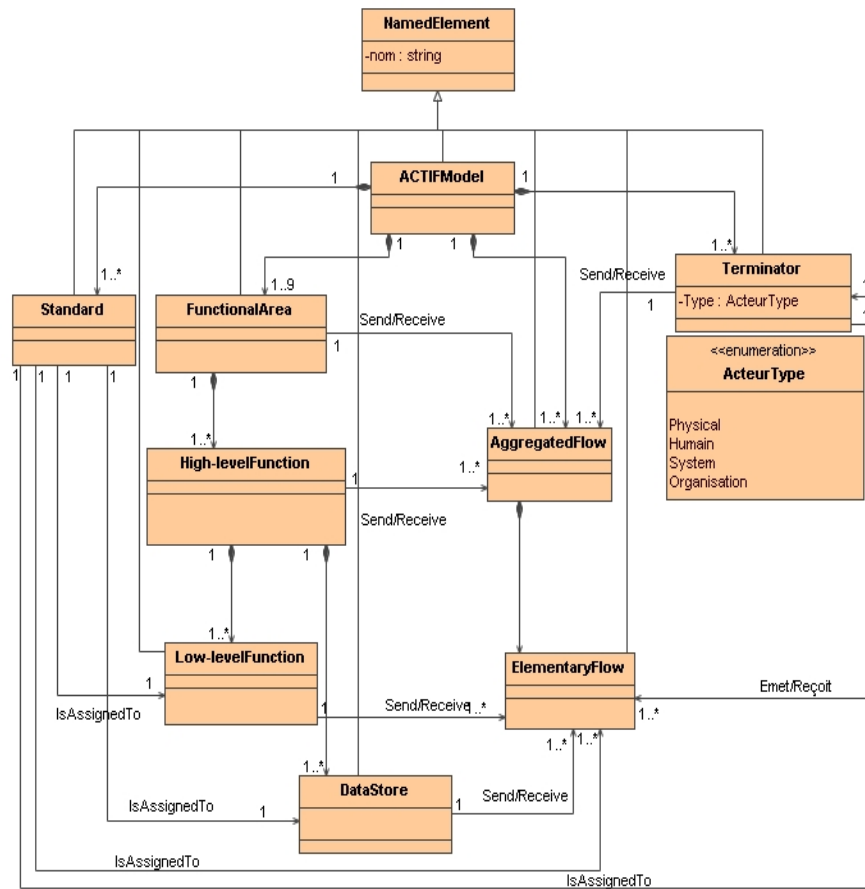 NamedElement
-nom : string
ACTIFModel
1
1
1
1
1..*
1..9
1..*
Send/Receive
Terminator
-Type : ActeurType
1
1
1
Standard
FunctionalArea
Send/Receive
1
<<enumeration>>
ActeurType
Physical
Humain
System
Organisation
1
1
1
1
1
1..*
1..*
1..*
1..*
AggregatedFlow
High-levelFunction
1..*
1
Send/Receive
1
1
1..*
Low-levelFunction
ElementaryFlow
1
IsAssignedTo
1
Send/Receive
1..*
Emet/Reçoit
1..*
1..*
1..*
1..*
DataStore
IsAssignedTo
1
1
Send/Receive
IsAssignedTo
IsAssignedTo